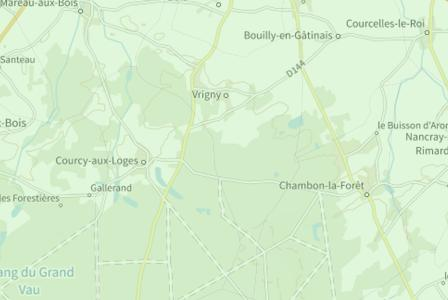 Mareau-aux-Bois
Courcelles-le-Roi
Bouilly-en-Gâtinais
Santeau
D144
Vrigny
-Bois
le Buisson d'Aron
Nancray-
Rimard
Courcy-aux-Loges
Gallerand
Chambon-la-Forêt
les Forestières
ang du Grand
Vau